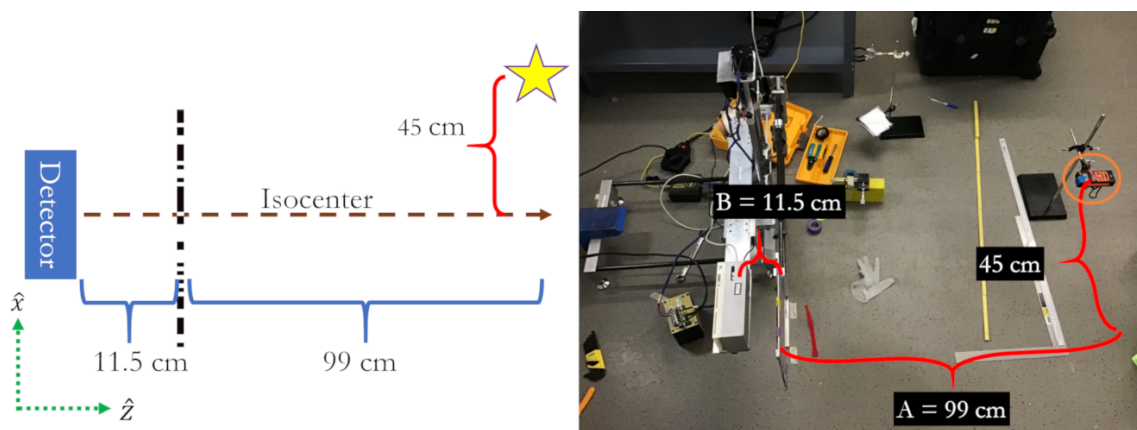 45 cm
Detector
Isocenter
11.5 cm
99 cm
x̂
ẑ
B = 11.5 cm
45 cm
A = 99 cm